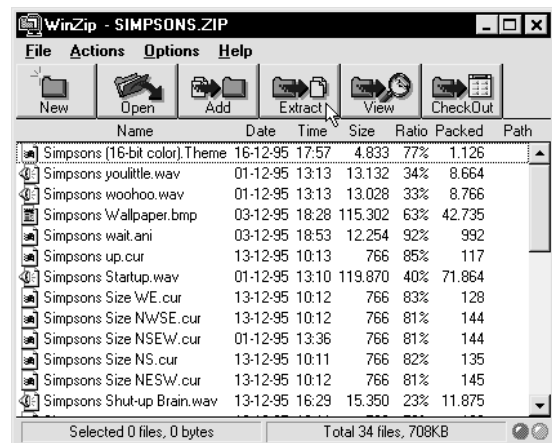 WinZip - SIMPSONS.ZIP
File Actions Options Help
New Open Add Extract View CheckOut
Name Date Time Size Ratio Packed Path
Simpsons (16-bit color).Theme 16-12-95 17:57 4.833 77% 1.126
Simpsons youlittle.wav 01-12-95 13:13 13.132 34% 8.664
Simpsons woohoo.wav 01-12-95 13:13 13.028 33% 8.766
Simpsons Wallpaper.bmp 03-12-95 18:28 115.302 63% 42.735
Simpsons wait.ani 03-12-95 18:53 12.254 92% 992
Simpsons up.cur 13-12-95 10:13 766 85% 117
Simpsons Startup.wav 01-12-95 13:10 119.870 40% 71.864
Simpsons Size WE.cur 13-12-95 10:12 766 83% 128
Simpsons Size NWSE.cur 13-12-95 10:12 766 81% 144
Simpsons Size NSEW.cur 01-12-95 13:36 766 81% 144
Simpsons Size NS.cur 13-12-95 10:11 766 82% 135
Simpsons Size NESW.cur 13-12-95 10:12 766 81% 145
Simpsons Shut-up Brain.wav 13-12-95 16:29 15.350 23% 11.875
Selected 0 files, 0 bytes Total 34 files, 708KB